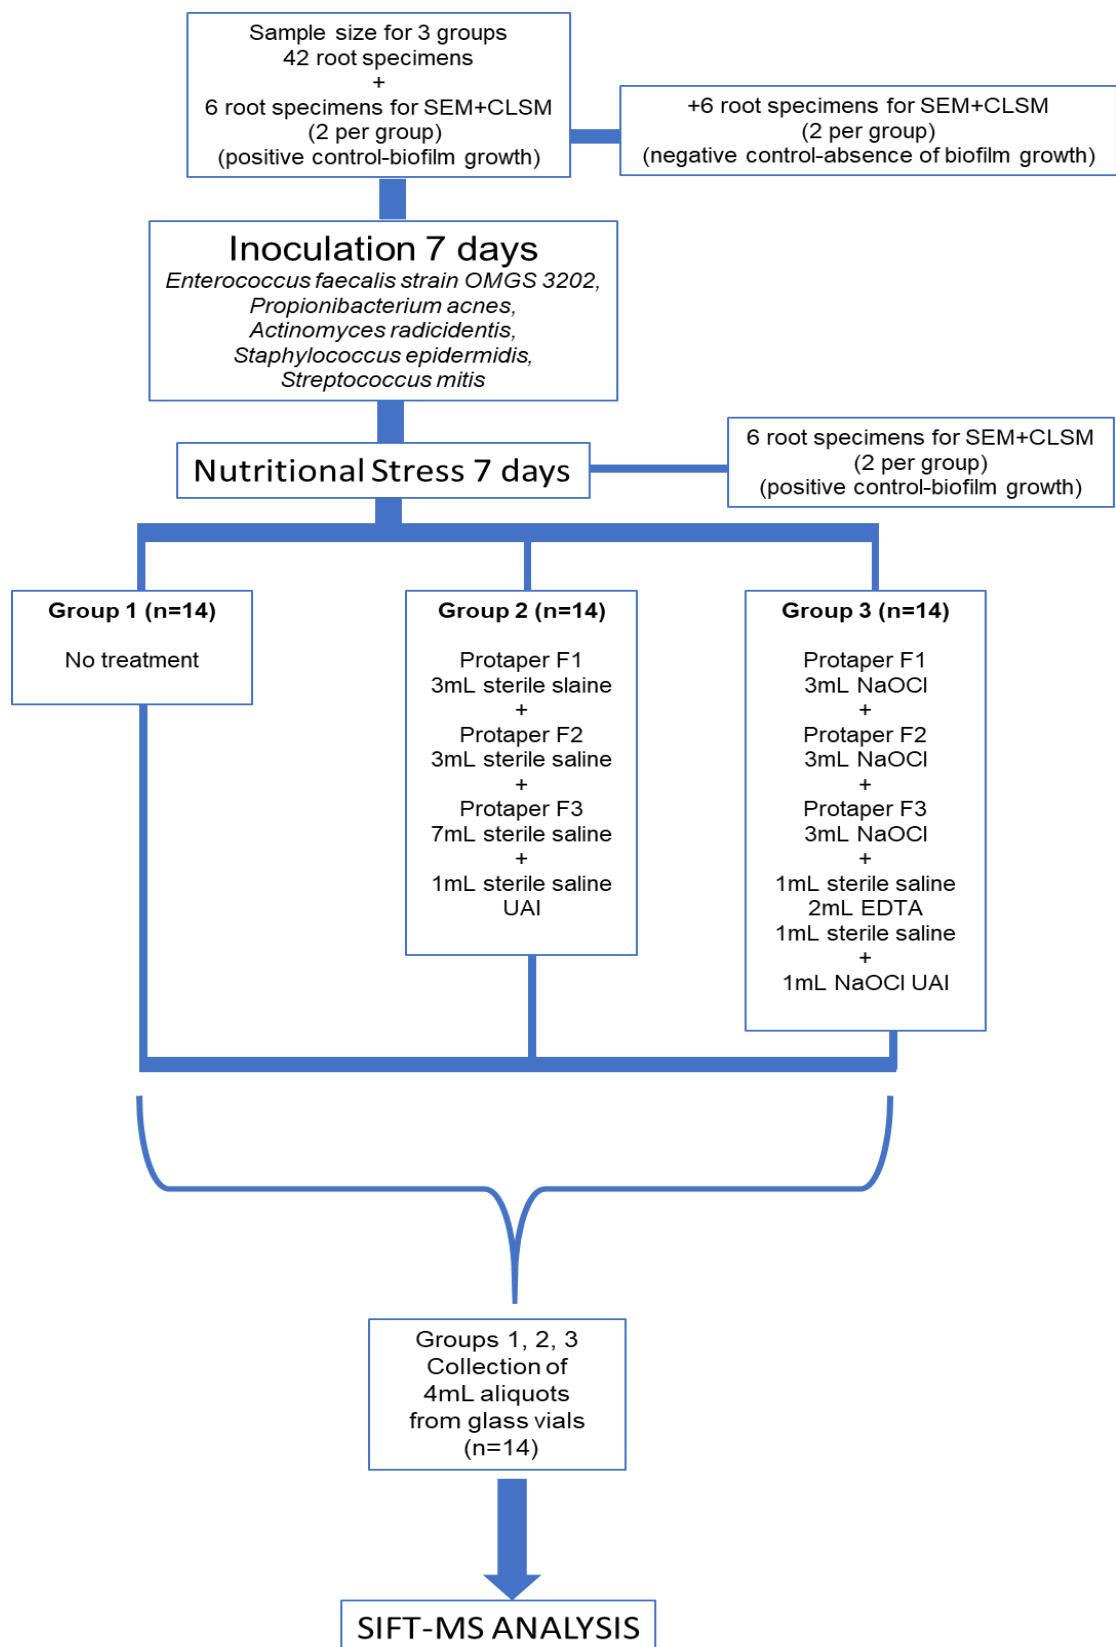 Sample size for 3 groups
42 root specimens
+
6 root specimens for SEM+CLSM
(2 per group)
(positive control-biofilm growth)
+6 root specimens for SEM+CLSM
(2 per group)
(negative control-absence of biofilm growth)
Inoculation 7 days
Enterococcus faecalis strain OMGS 3202,
Propionibacterium acnes,
Actinomyces radicidentis,
Staphylococcus epidermidis,
Streptococcus mitis
Nutritional Stress 7 days
6 root specimens for SEM+CLSM
(2 per group)
(positive control-biofilm growth)
Group 1 (n=14)
No treatment
Group 2 (n=14)
Protaper F1
3mL sterile slaine
+
Protaper F2
3mL sterile saline
+
Protaper F3
7mL sterile saline
+
1mL sterile saline
UAI
Group 3 (n=14)
Protaper F1
3mL NaOCl
+
Protaper F2
3mL NaOCl
+
Protaper F3
3mL NaOCl
+
1mL sterile saline
2mL EDTA
1mL sterile saline
+
1mL NaOCl UAI
Groups 1, 2, 3
Collection of
4mL aliquots
from glass vials
(n=14)
SIFT-MS ANALYSIS